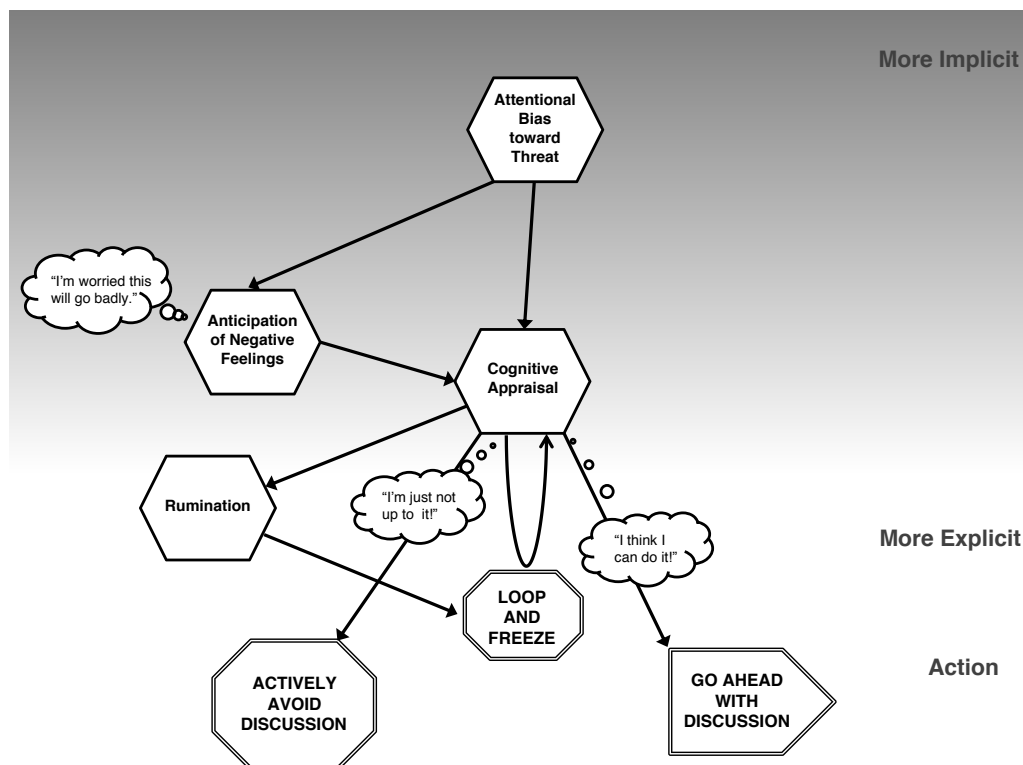 More Implicit
Attentional
Bias
toward
Threat
“I’m worried this
will go badly.”
Anticipation
of Negative
Feelings
Cognitive
Appraisal
Rumination
“I’m just not
up to  it!”
“I think I
can do it!”
More Explicit
LOOP
AND
FREEZE
Action
ACTIVELY
AVOID
DISCUSSION
GO AHEAD
WITH
DISCUSSION